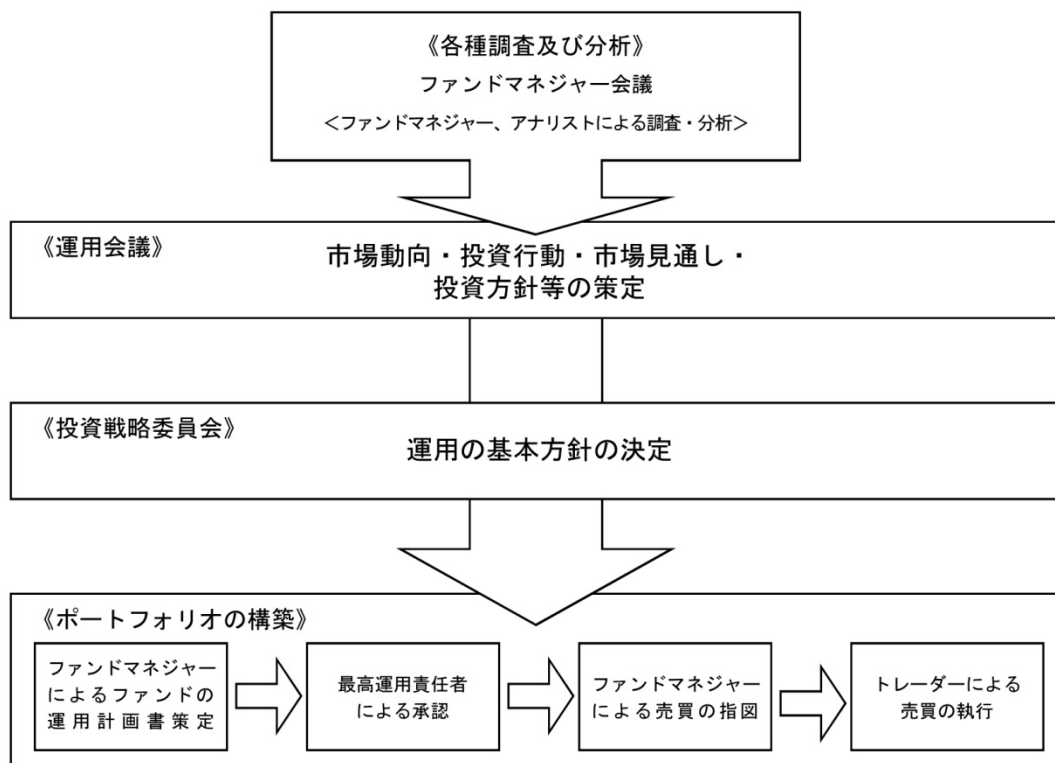 《各種調査及び分析》
ファンドマネジャー会議
＜ファンドマネジャー、アナリストによる調査・分析＞
《運用会議》
市場動向・投資行動・市場見通し・
投資方針等の策定
《投資戦略委員会》
運用の基本方針の決定
《ポートフォリオの構築》
ファンドマネジャー
によるファンドの
運用計画書策定
最高運用責任者
による承認
ファンドマネジャー
による売買の指図
トレーダーによる
売買の執行